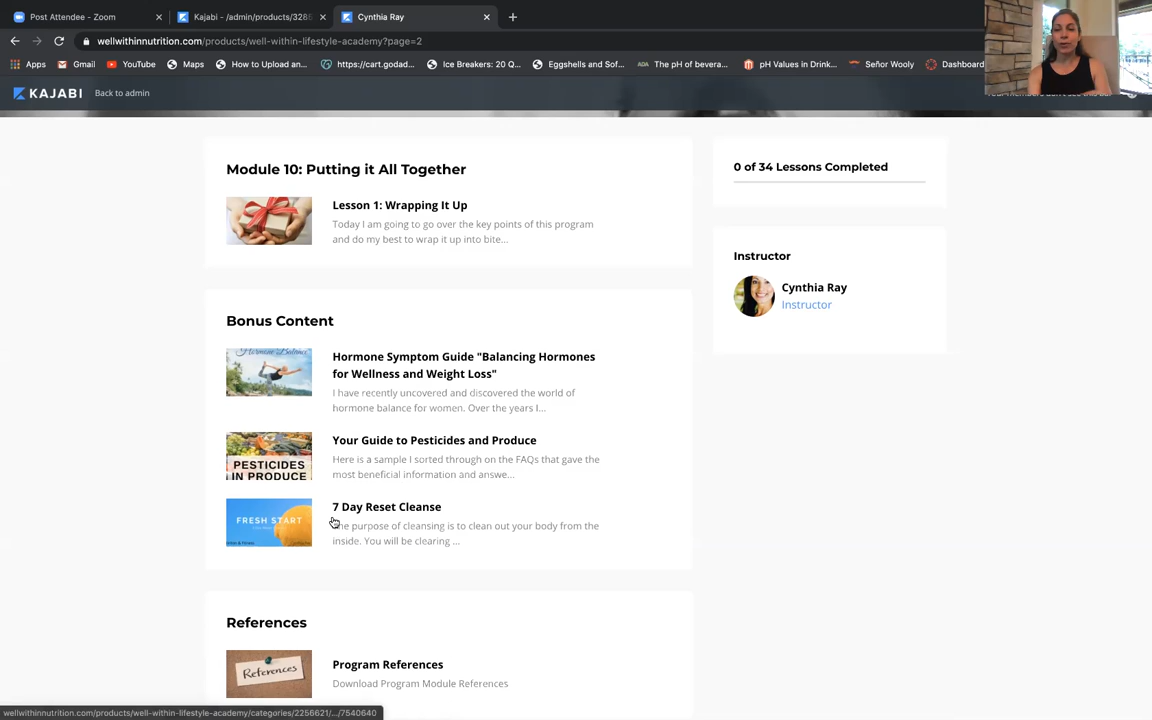 Post Attendee - Zoom
Kajabi - /admin/products/3286
Cynthia Ray
wellwithinnutrition.com/products/well-within-lifestyle-academy?page=2
Apps
Gmail
YouTube
Maps
How to Upload an...
https://cart.godad...
Ice Breakers: 20 Q...
Eggshells and Sof...
ADA
The pH of bevera...
pH Values in Drink...
Señor Wooly
Dashboard
KAJABI
Back to admin
Module 10: Putting it All Together
Lesson 1: Wrapping It Up
Today I am going to go over the key points of this program
and do my best to wrap it up into bite...
0 of 34 Lessons Completed
Instructor
Cynthia Ray
Instructor
Bonus Content
Hormone Balance
Hormone Symptom Guide "Balancing Hormones
for Wellness and Weight Loss"
I have recently uncovered and discovered the world of
hormone balance for women. Over the years I...
PESTICIDES
IN PRODUCE
Your Guide to Pesticides and Produce
Here is a sample I sorted through on the FAQs that gave the
most beneficial information and answe...
FRESH START
7 Day Reset Cleanse
The purpose of cleansing is to clean out your body from the
inside. You will be clearing ...
References
References
Program References
Download Program Module References
wellwithinnutrition.com/products/well-within-lifestyle-academy/categories/2256621/.../7540640